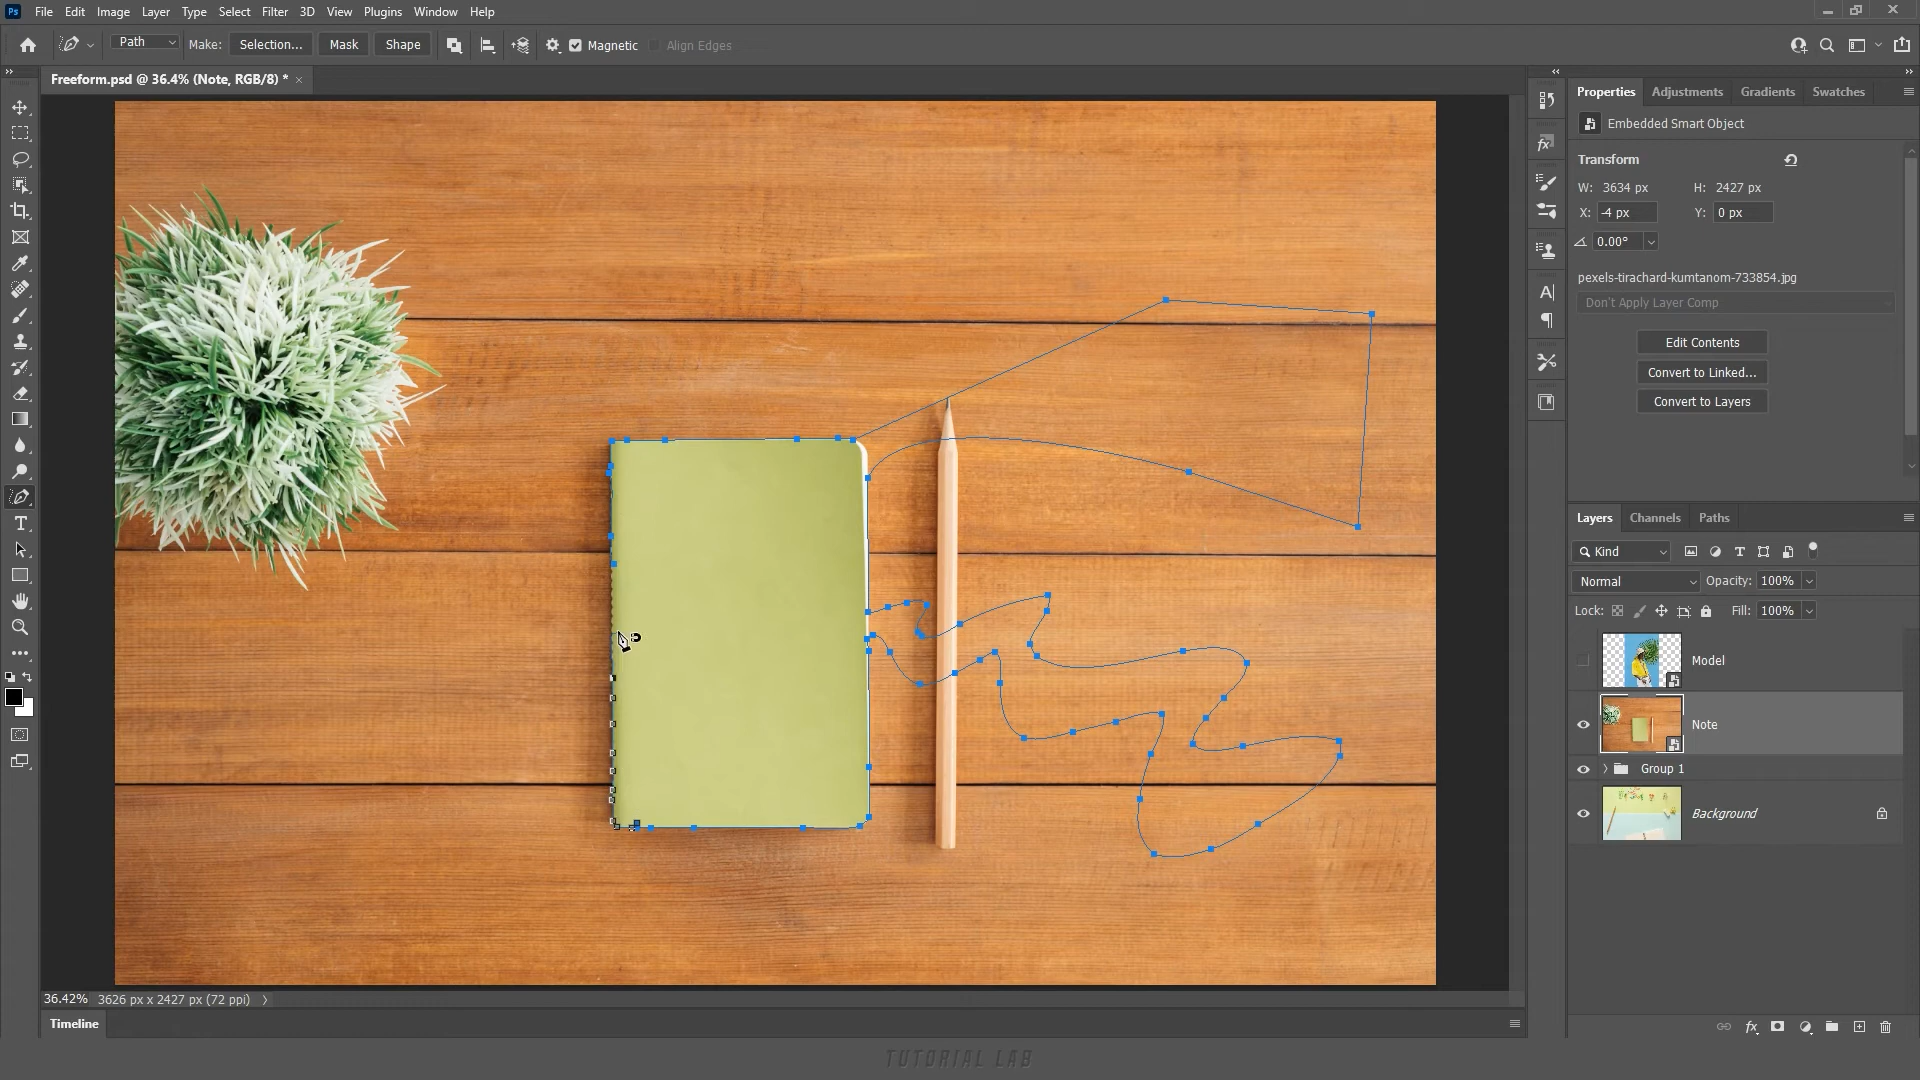 Ps File Edit Image Layer Type Select Filter 3D View Plugins Window Help
Path Make: Selection... Mask Shape Magnetic Align Edges
Freeform.psd @ 36.4% (Note, RGB/8) *
Properties Adjustments Gradients Swatches
Embedded Smart Object
Transform
W: 3634 px H: 2427 px
X: -4 px Y: 0 px
0.00°
pexels-tirachard-kumtanom-733854.jpg
Don't Apply Layer Comp
Edit Contents
Convert to Linked...
Convert to Layers
Layers Channels Paths
Kind
Normal Opacity: 100%
Lock: Fill: 100%
Model
Note
Group 1
Background
36.42% 3626 px x 2427 px (72 ppi)
Timeline
TUTORIAL LAB